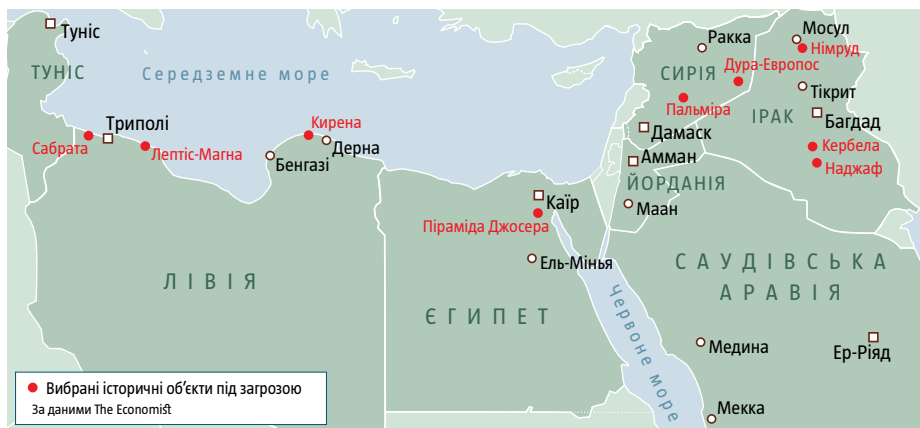 Туніс
ТУНІС
Середземне море
Сабрата
Триполі
Лептіс-Магна
Кирена
Дерна
Бенгазі
ЛІВІЯ
Каїр
Піраміда Джосера
Ель-Мінья
ЄГИПЕТ
Червоне море
Ракка
СИРІЯ
Дура-Європос
Пальміра
Дамаск
Амман
ЙОРДАНІЯ
Маан
Мосул
Німруд
Тікрит
ІРАК
Багдад
Кербела
Наджаф
САУДІВСЬКА
АРАВІЯ
Медина
Ер-Ріяд
Мекка
Вибрані історичні об’єкти під загрозою
За даними The Economist